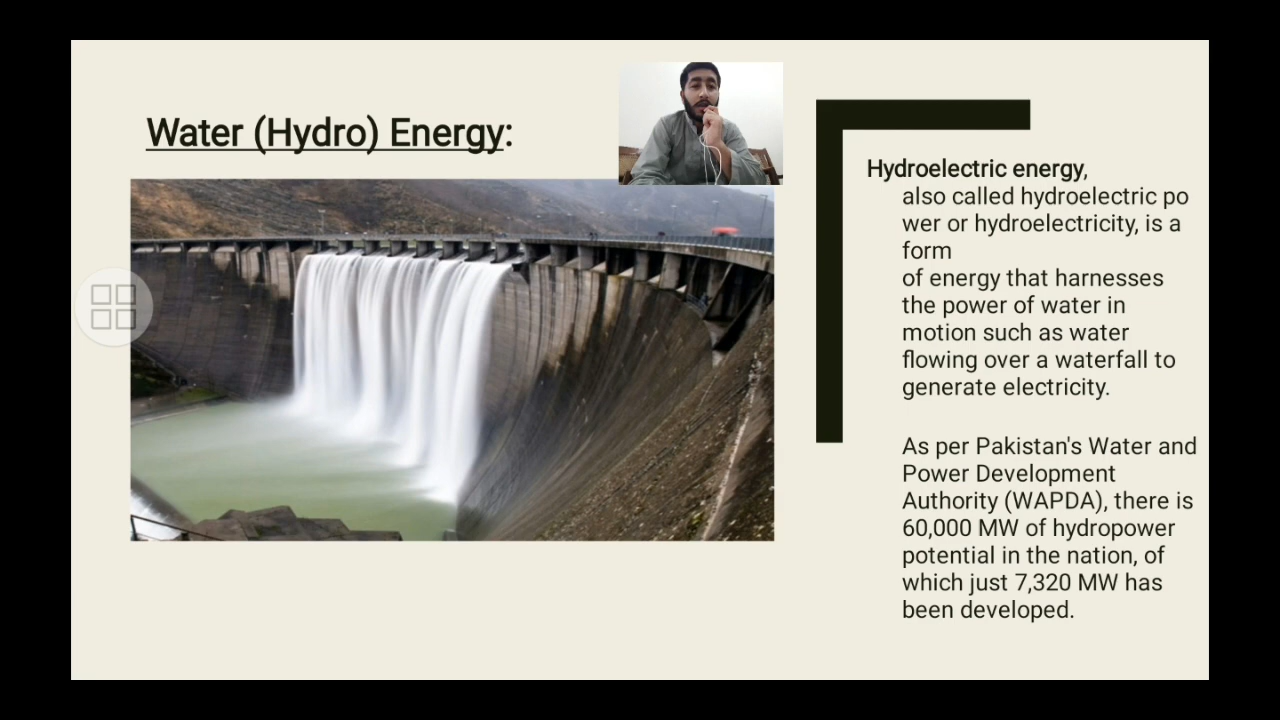 Water (Hydro) Energy:
Hydroelectric energy,
also called hydroelectric po
wer or hydroelectricity, is a
form
of energy that harnesses
the power of water in
motion such as water
flowing over a waterfall to
generate electricity.
As per Pakistan's Water and
Power Development
Authority (WAPDA), there is
60,000 MW of hydropower
potential in the nation, of
which just 7,320 MW has
been developed.